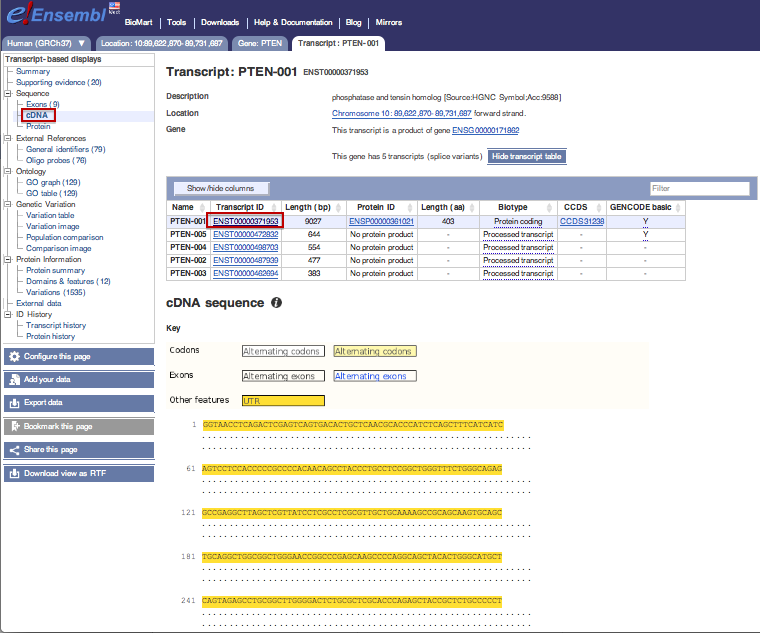 e!Ensembl
BioMart | Tools | Downloads | Help & Documentation | Blog | Mirrors
Human (GRCh37) ▼ Location: 10:89,622,870-89,731,687 Gene: PTEN Transcript: PTEN-001
Transcript-based displays
Summary
Supporting evidence (20)
Sequence
Exons (9)
cDNA
Protein
External References
General identifiers (79)
Oligo probes (76)
Ontology
GO graph (129)
GO table (129)
Genetic Variation
Variation table
Variation image
Population comparison
Comparison image
Protein Information
Protein summary
Domains & features (12)
Variations (1535)
External data
ID History
Transcript history
Protein history
Configure this page
Add your data
Export data
Bookmark this page
Share this page
Download view as RTF
Transcript: PTEN-001 ENST00000371953
Description phosphatase and tensin homolog [Source:HGNC Symbol;Acc:9588]
Location Chromosome 10: 89,622,870-89,731,687 forward strand.
Gene This transcript is a product of gene ENSG00000171862
This gene has 5 transcripts (splice variants) Hide transcript table
Show/hide columns Filter
Name Transcript ID Length (bp) Protein ID Length (aa) Biotype CCDS GENCODE basic
PTEN-001 ENST00000371953 9027 ENSP00000361021 403 Protein coding CCDS31238 Y
PTEN-005 ENST00000472832 644 No protein product - Processed transcript - Y
PTEN-004 ENST00000498703 554 No protein product - Processed transcript - -
PTEN-002 ENST00000487939 477 No protein product - Processed transcript - -
PTEN-003 ENST00000462694 383 No protein product - Processed transcript - -
cDNA sequence i
Key
Codons Alternating codons Alternating codons
Exons Alternating exons Alternating exons
Other features UTR
1 GGTAACCTCAGACTCGAGTCAGTGACACTGCTCAACGCACCCATCTCAGCTTTCATCATC
61 AGTCCTCCACCCCCGCCCCACAACAGCCTACCCTGCCTCCGGCTGGGTTTCTGGGCAGAG
121 GCCGAGGCTTAGCTCGTTATCCTCGCCTCGCGTTGCTGCAAAAGCCGCAGCAAGTGCAGC
181 TGCAGGCTGGCGGCTGGGAACCGGCCCGAGCAAGCCCCAGGCAGCTACACTGGGCATGCT
241 CAGTAGAGCCTGCGGCTTGGGGACTCTGCGCTCGCACCCAGAGCTACCGCTCTGCCCCCT